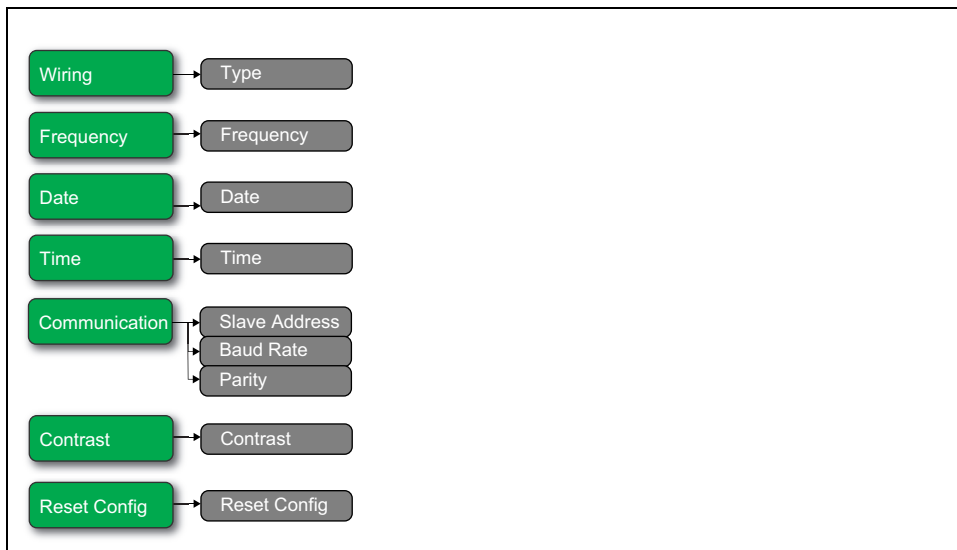 Wiring
Type
Frequency
Frequency
Date
Date
Time
Time
Communication
Slave Address
Baud Rate
Parity
Contrast
Contrast
Reset Config
Reset Config